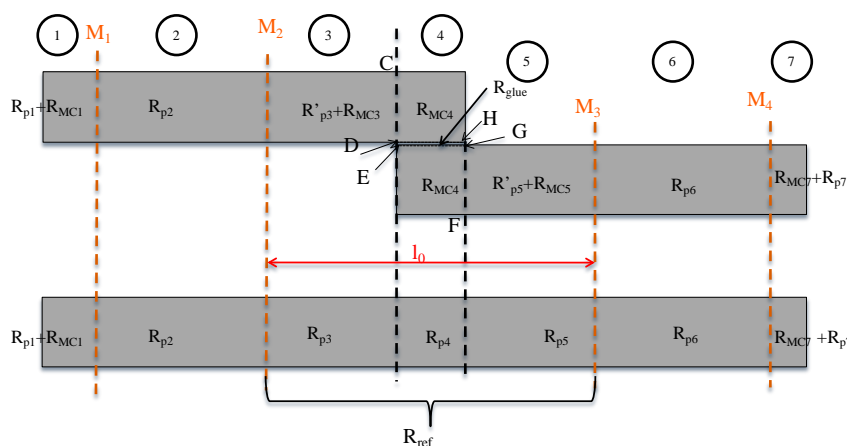 1 M1 2 M2 3 4 5 6 7
C
Rglue
M3 M4
Rp1+RMC1 Rp2 R'p3+RMC3 RMC4 H
D G
E
RMC4 R'p5+RMC5 Rp6 RMC7+Rp7
F
l0
Rp1+RMC1 Rp2 Rp3 Rp4 Rp5 Rp6 RMC7 +Rp7
Rref